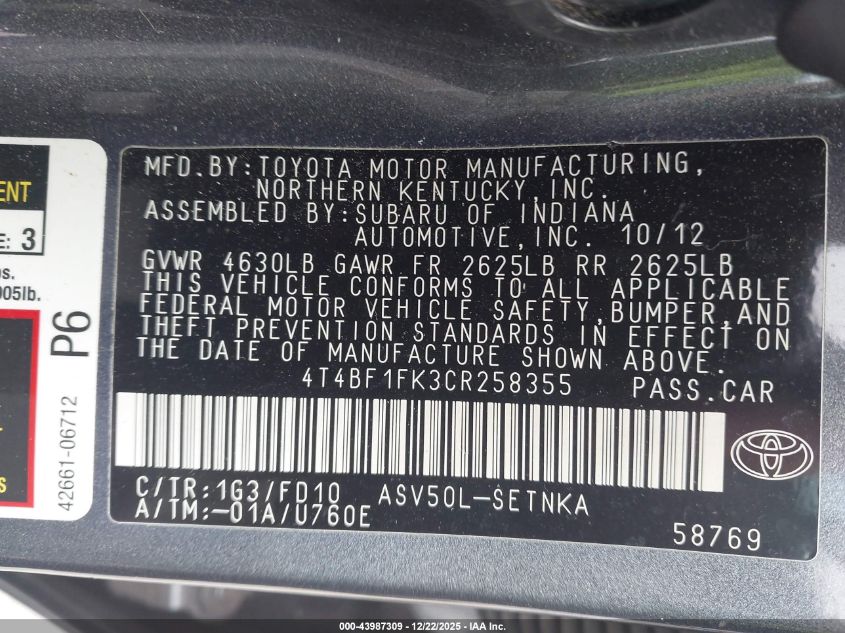 MFD.BY:TOYOTA MOTOR MANUFACTURING,
NORTHERN KENTUCKY,INC.
ASSEMBLED BY:SUBARU OF INDIANA
AUTOMOTIVE,INC. 10/12
GVWR 4630LB GAWR FR 2625LB RR 2625LB
THIS VEHICLE CONFORMS TO ALL APPLICABLE
FEDERAL MOTOR VEHICLE SAFETY,BUMPER,AND
THEFT PREVENTION STANDARDS IN EFFECT ON
THE DATE OF MANUFACTURE SHOWN ABOVE.
4T4BF1FK3CR258355 PASS.CAR
C/TR:1G3/FD10 ASV50L-SETNKA
A/TM:-01A/U760E
58769
3
P6
42661-06712
000-43987309 - 12/22/2025 - IAA Inc.